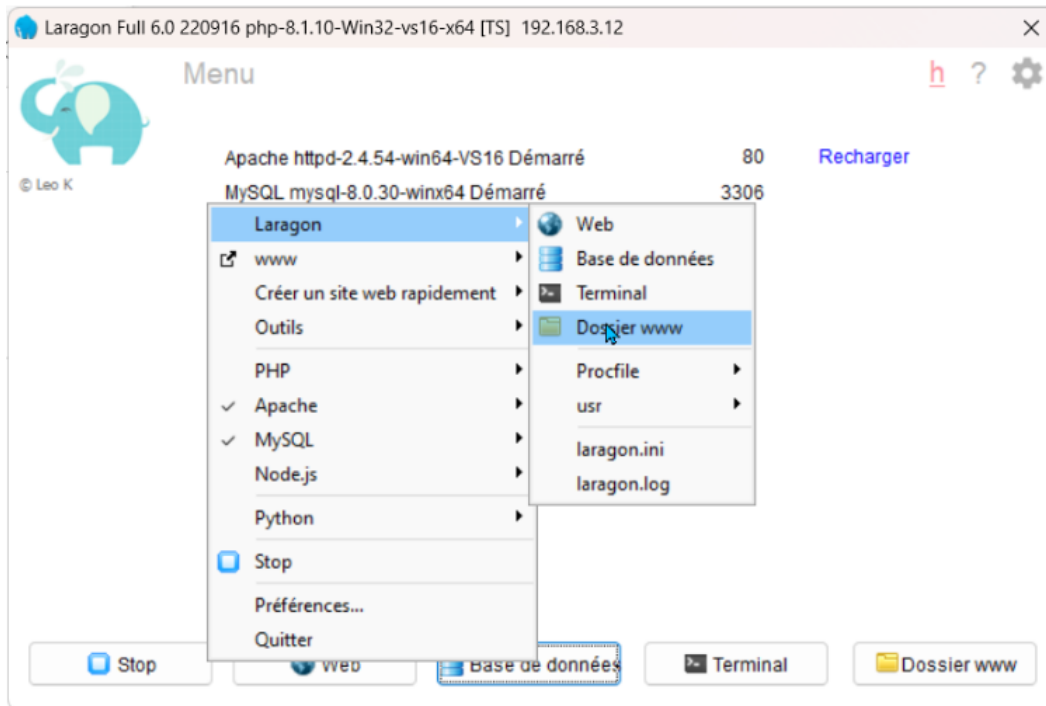 Laragon Full 6.0 220916 php-8.1.10-Win32-vs16-x64 [TS] 192.168.3.12
Menu
h ?
© Leo K
Apache httpd-2.4.54-win64-VS16 Démarré 80 Recharger
MySQL mysql-8.0.30-winx64 Démarré 3306
Laragon
www
Créer un site web rapidement
Outils
PHP
Apache
MySQL
Node.js
Python
Stop
Préférences...
Quitter
Web
Base de données
Terminal
Dossier www
Procfile
usr
laragon.ini
laragon.log
Stop Web Base de données Terminal Dossier www